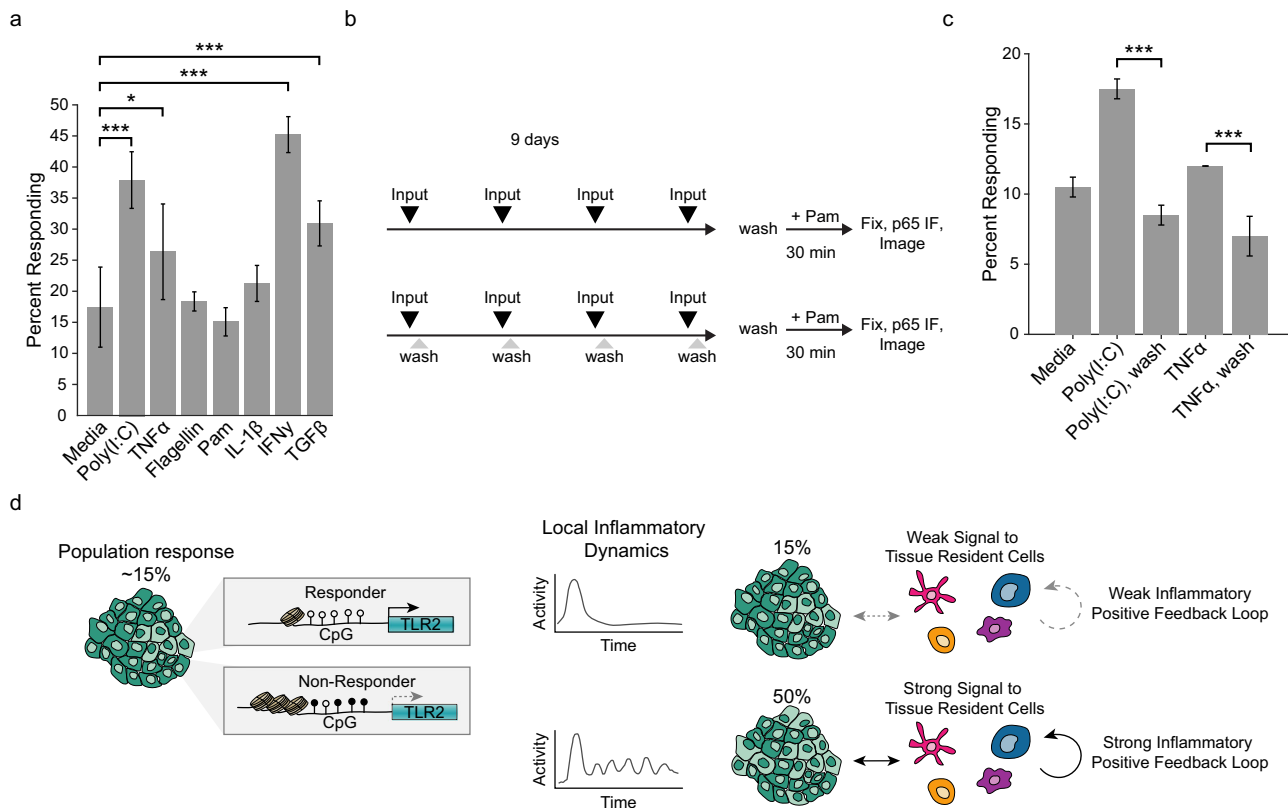 a
***
***
*
***
50
45
40
35
30
25
20
15
10
5
0
Percent Responding
Media
Poly(I:C)
TNFα
Flagellin
Pam
IL-1β
IFNγ
TGFβ
b
9 days
Input Input Input Input
wash
+ Pam
30 min
Fix, p65 IF,
Image
Input Input Input Input
wash wash wash wash
wash
+ Pam
30 min
Fix, p65 IF,
Image
c
***
***
20
15
10
5
0
Percent Responding
Media
Poly(I:C)
Poly(I:C), wash
TNFα
TNFα, wash
d
Population response
~15%
Responder
CpG
TLR2
Non-Responder
CpG
TLR2
Local Inflammatory
Dynamics
Activity
Time
15%
Weak Signal to
Tissue Resident Cells
Weak Inflammatory
Positive Feedback Loop
Activity
Time
50%
Strong Signal to
Tissue Resident Cells
Strong Inflammatory
Positive Feedback Loop